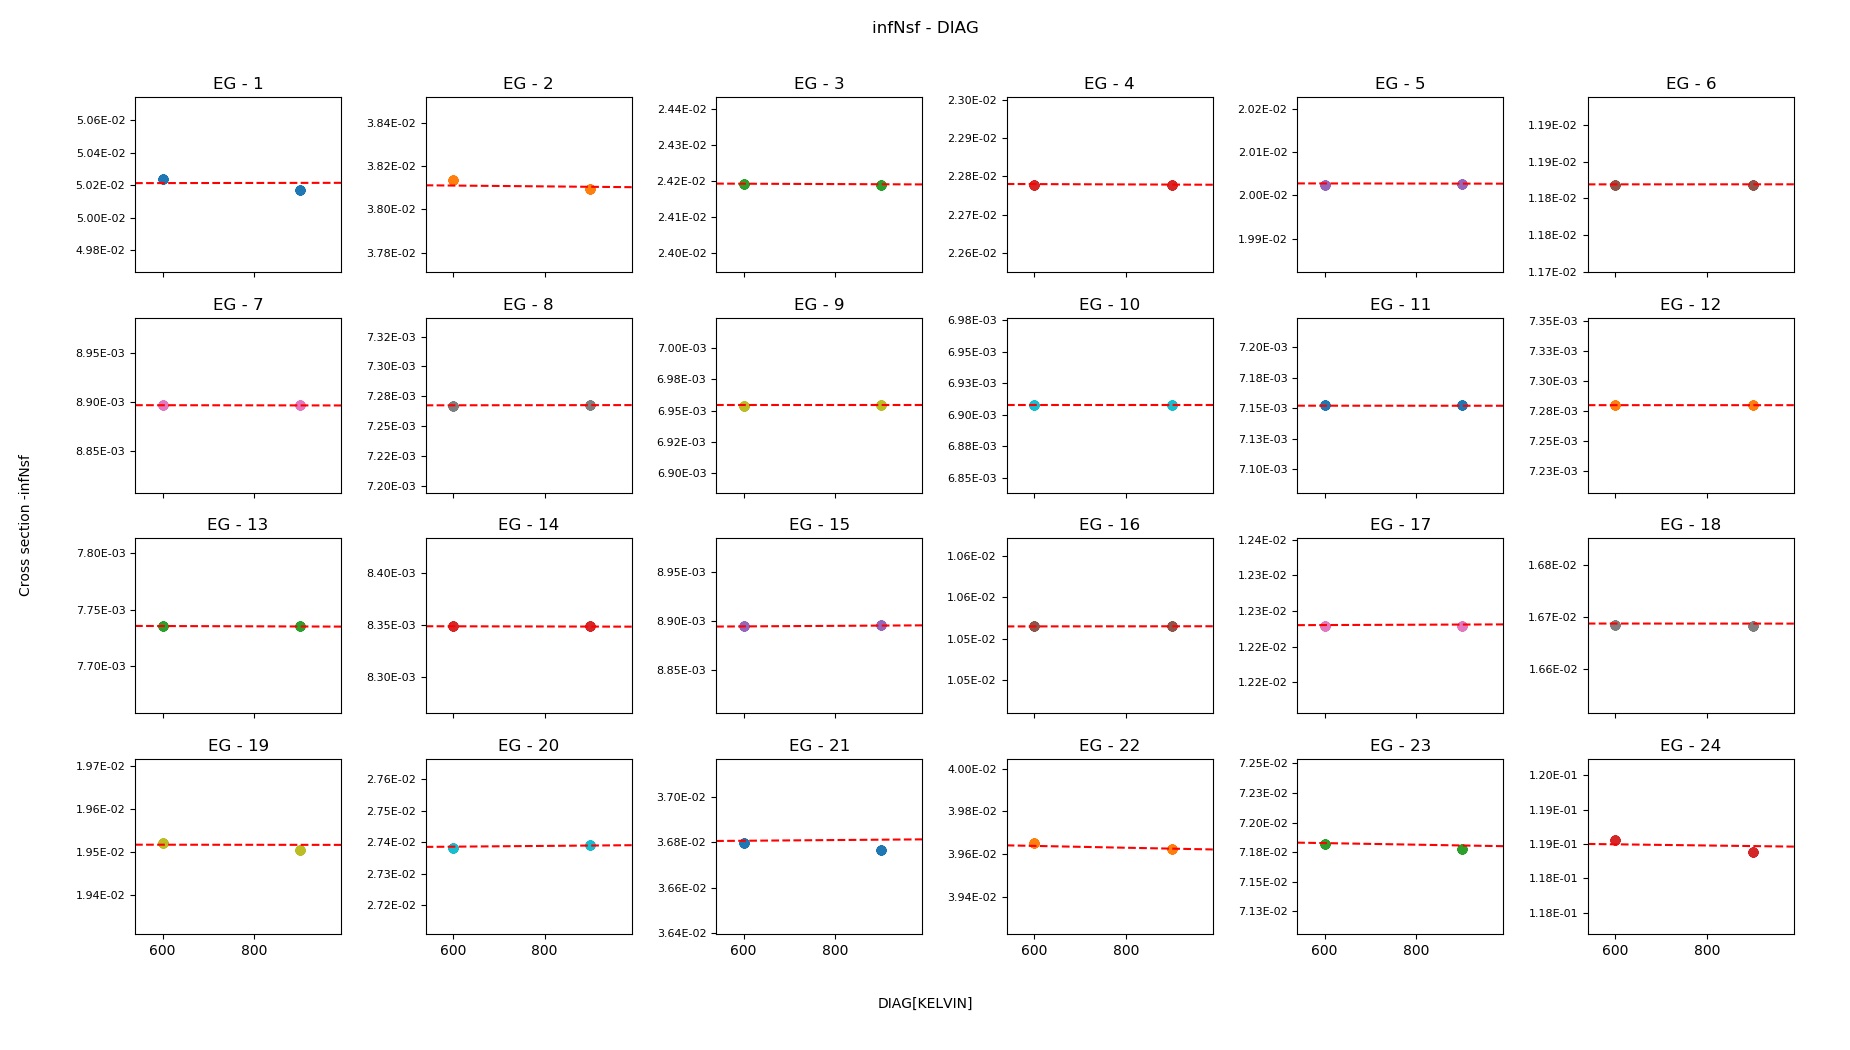 infNsf - DIAG
EG - 1 EG - 2 EG - 3 EG - 4 EG - 5 EG - 6
5.06E-02
5.04E-02
5.02E-02
5.00E-02
4.98E-02
3.84E-02
3.82E-02
3.80E-02
3.78E-02
2.44E-02
2.43E-02
2.42E-02
2.41E-02
2.40E-02
2.30E-02
2.29E-02
2.28E-02
2.27E-02
2.26E-02
2.02E-02
2.01E-02
2.00E-02
1.99E-02
1.19E-02
1.19E-02
1.18E-02
1.18E-02
1.17E-02
EG - 7 EG - 8 EG - 9 EG - 10 EG - 11 EG - 12
8.95E-03
8.90E-03
8.85E-03
7.32E-03
7.30E-03
7.28E-03
7.25E-03
7.22E-03
7.20E-03
7.00E-03
6.98E-03
6.95E-03
6.92E-03
6.90E-03
6.98E-03
6.95E-03
6.93E-03
6.90E-03
6.88E-03
6.85E-03
7.20E-03
7.18E-03
7.15E-03
7.13E-03
7.10E-03
7.35E-03
7.33E-03
7.30E-03
7.28E-03
7.25E-03
7.23E-03
Cross section -infNsf
EG - 13 EG - 14 EG - 15 EG - 16 EG - 17 EG - 18
7.80E-03
7.75E-03
7.70E-03
8.40E-03
8.35E-03
8.30E-03
8.95E-03
8.90E-03
8.85E-03
1.06E-02
1.06E-02
1.05E-02
1.05E-02
1.24E-02
1.23E-02
1.23E-02
1.22E-02
1.22E-02
1.68E-02
1.67E-02
1.66E-02
EG - 19 EG - 20 EG - 21 EG - 22 EG - 23 EG - 24
1.97E-02
1.96E-02
1.95E-02
1.94E-02
2.76E-02
2.75E-02
2.74E-02
2.73E-02
2.72E-02
3.70E-02
3.68E-02
3.66E-02
3.64E-02
4.00E-02
3.98E-02
3.96E-02
3.94E-02
7.25E-02
7.23E-02
7.20E-02
7.18E-02
7.15E-02
7.13E-02
1.20E-01
1.19E-01
1.19E-01
1.18E-01
1.18E-01
600 800 600 800 600 800 600 800 600 800 600 800
DIAG[KELVIN]